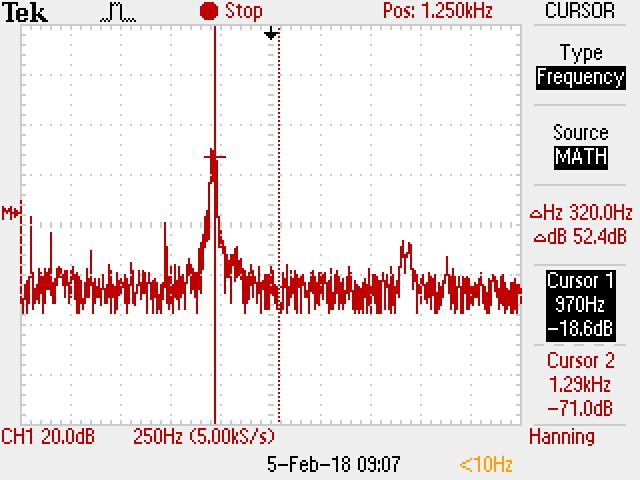 Tek Stop Pos: 1.250kHz CURSOR
Type
Frequency
Source
MATH
M
△Hz 320.0Hz
△dB 52.4dB
Cursor 1
970Hz
-18.6dB
Cursor 2
1.29kHz
-71.0dB
CH1 20.0dB 250Hz (5.00kS/s) Hanning
5-Feb-18 09:07 <10Hz